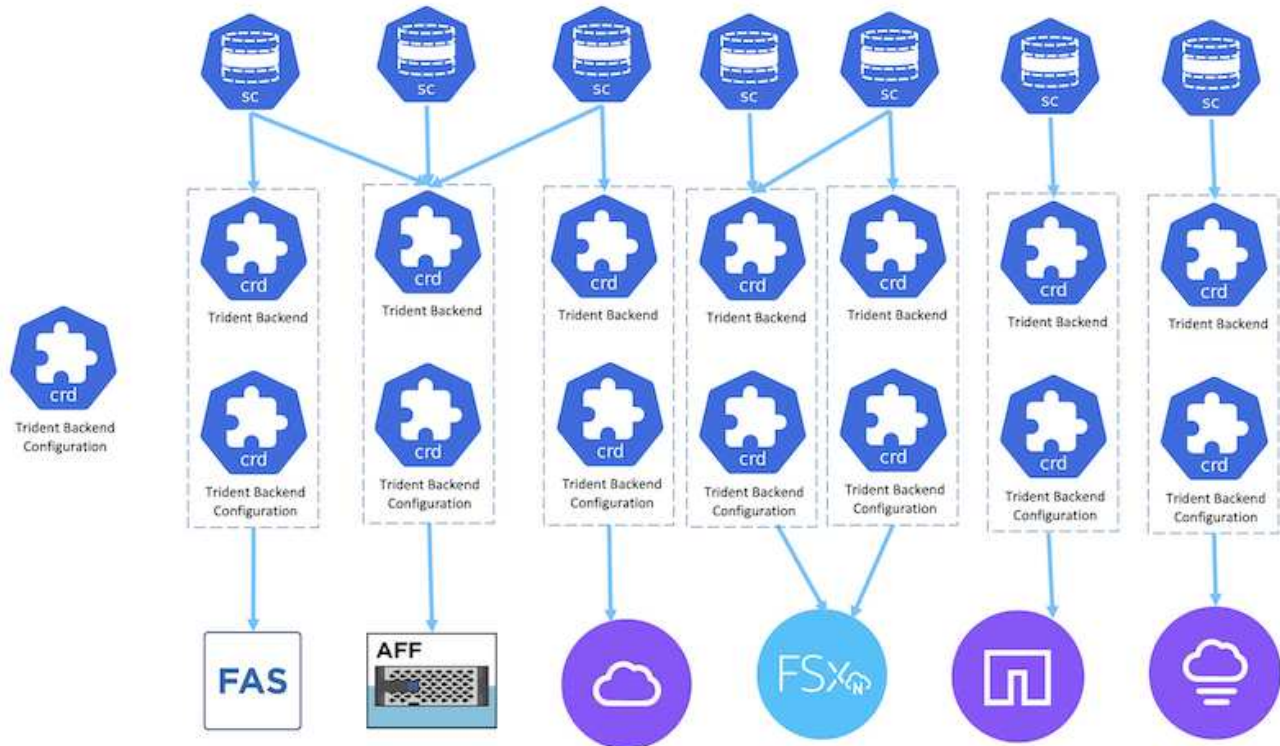 sc
sc
sc
sc
sc
sc
sc
crd
Trident Backend
crd
Trident Backend
crd
Trident Backend
crd
Trident Backend
crd
Trident Backend
crd
Trident Backend
crd
Trident Backend
crd
Trident Backend
Configuration
crd
Trident Backend
Configuration
crd
Trident Backend
Configuration
crd
Trident Backend
Configuration
crd
Trident Backend
Configuration
crd
Trident Backend
Configuration
crd
Trident Backend
Configuration
crd
Trident Backend
Configuration
FAS
AFF
FSx
N